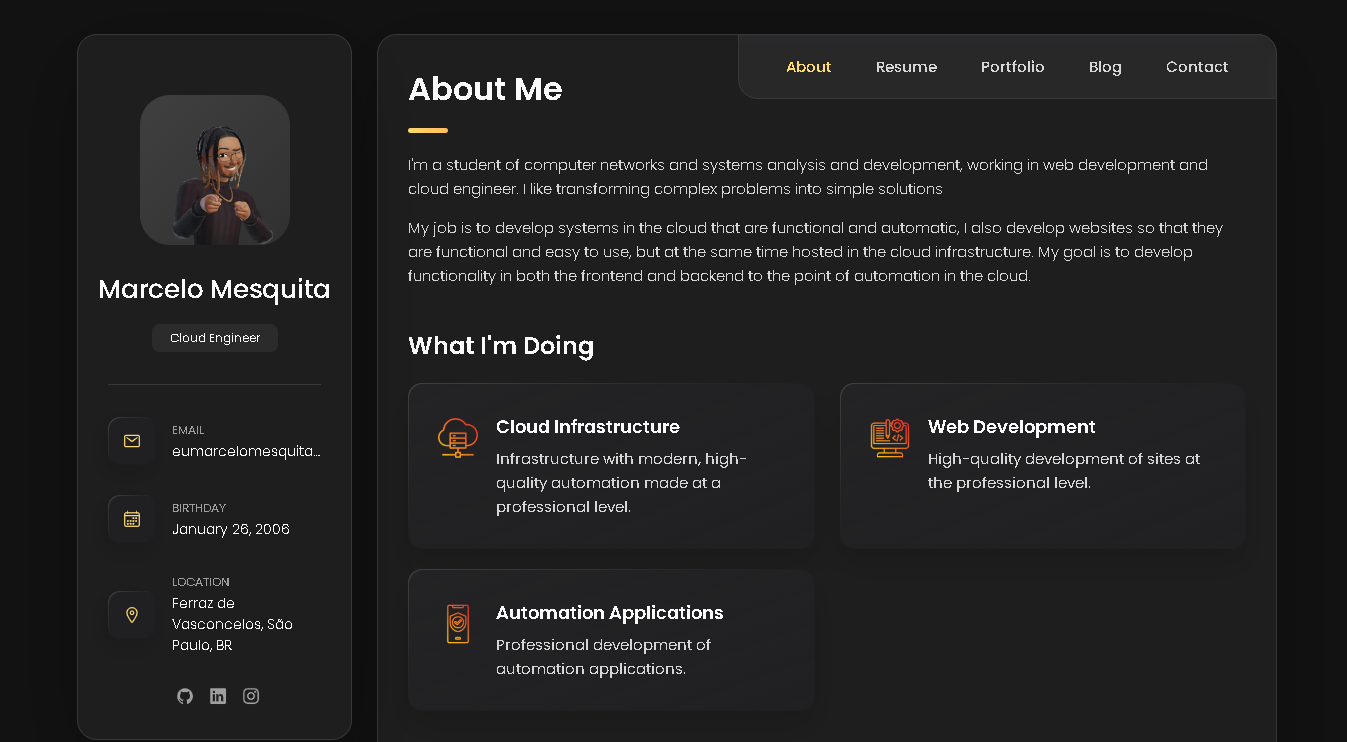 Marcelo Mesquita
Cloud Engineer
EMAIL
eumarcelomesquita...
BIRTHDAY
January 26, 2006
LOCATION
Ferraz de
Vasconcelos, São
Paulo, BR
About Resume Portfolio Blog Contact
About Me
I'm a student of computer networks and systems analysis and development, working in web development and
cloud engineer. I like transforming complex problems into simple solutions
My job is to develop systems in the cloud that are functional and automatic, I also develop websites so that they
are functional and easy to use, but at the same time hosted in the cloud infrastructure. My goal is to develop
functionality in both the frontend and backend to the point of automation in the cloud.
What I'm Doing
Cloud Infrastructure
Infrastructure with modern, high-
quality automation made at a
professional level.
Web Development
High-quality development of sites at
the professional level.
Automation Applications
Professional development of
automation applications.